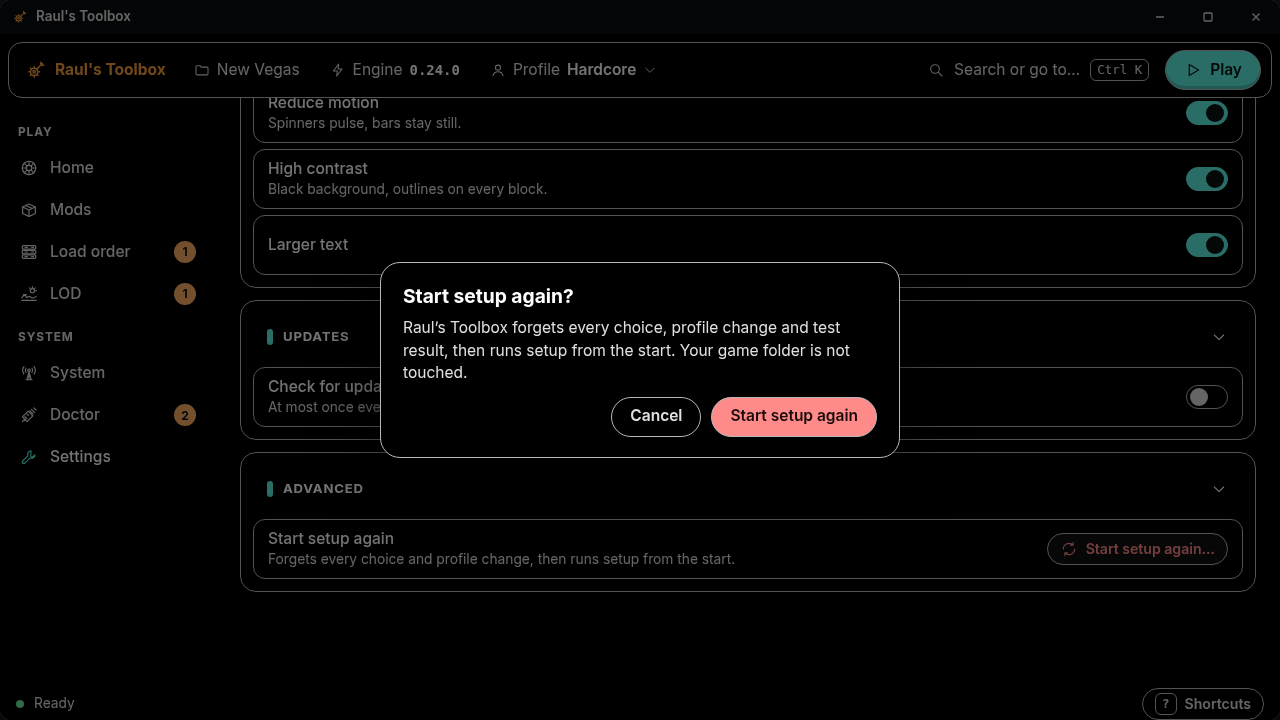 Raul's Toolbox
Raul's Toolbox
New Vegas
Engine 0.24.0
Profile Hardcore
Search or go to...
Ctrl K
Play
PLAY
Home
Mods
Load order
1
LOD
1
SYSTEM
System
Doctor
2
Settings
Reduce motion
Spinners pulse, bars stay still.
High contrast
Black background, outlines on every block.
Larger text
Start setup again?
Raul’s Toolbox forgets every choice, profile change and test
result, then runs setup from the start. Your game folder is not
touched.
Cancel
Start setup again
UPDATES
Check for upda
At most once eve
ADVANCED
Start setup again
Forgets every choice and profile change, then runs setup from the start.
Start setup again...
Ready
? Shortcuts